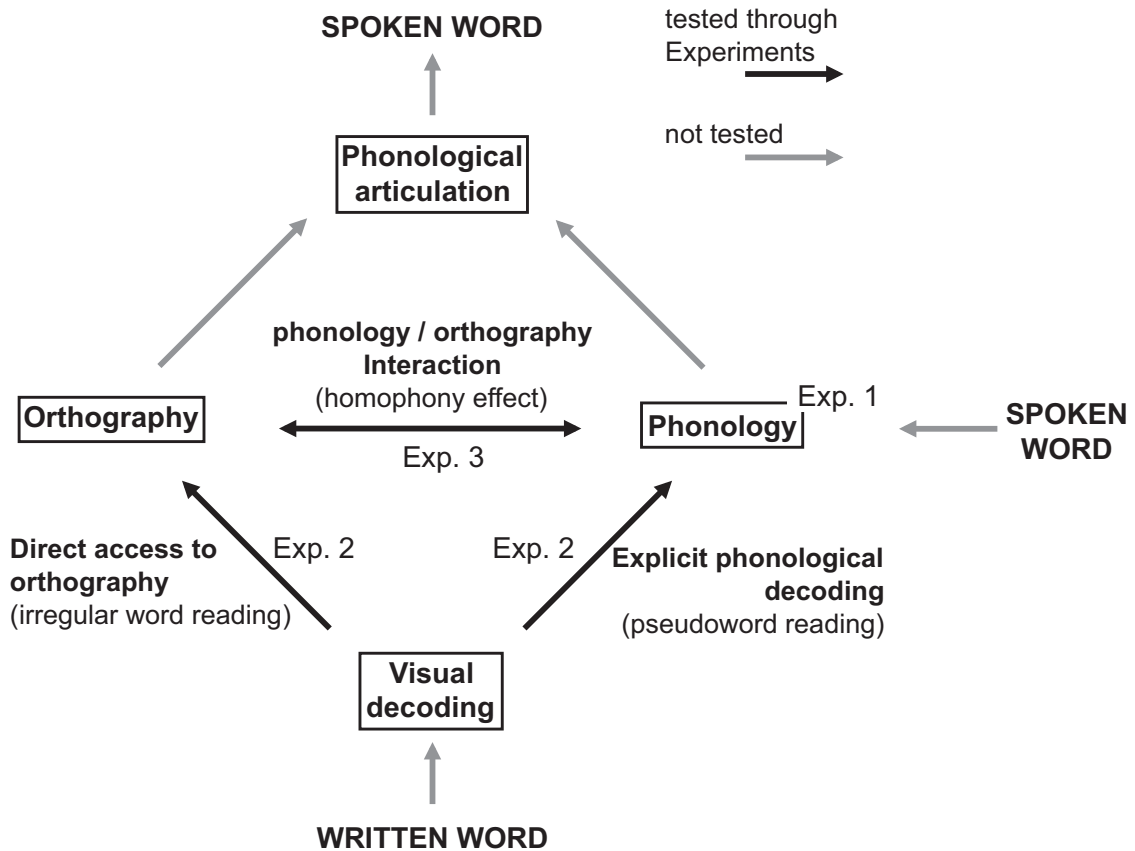 SPOKEN WORD
tested through
Experiments
not tested
Phonological
articulation
phonology / orthography
Interaction
(homophony effect)
Orthography
Exp. 3
Phonology
Exp. 1
SPOKEN
WORD
Direct access to
orthography
(irregular word reading)
Exp. 2
Exp. 2
Explicit phonological
decoding
(pseudoword reading)
Visual
decoding
WRITTEN WORD